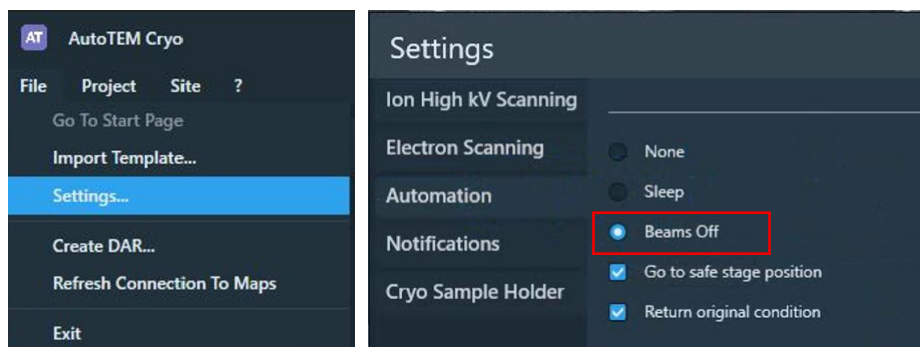 AT AutoTEM Cryo
File Project Site ?
Go To Start Page
Import Template...
Settings...
Create DAR...
Refresh Connection To Maps
Exit
Settings
Ion High kV Scanning
Electron Scanning
Automation
Notifications
Cryo Sample Holder
None
Sleep
Beams Off
Go to safe stage position
Return original condition